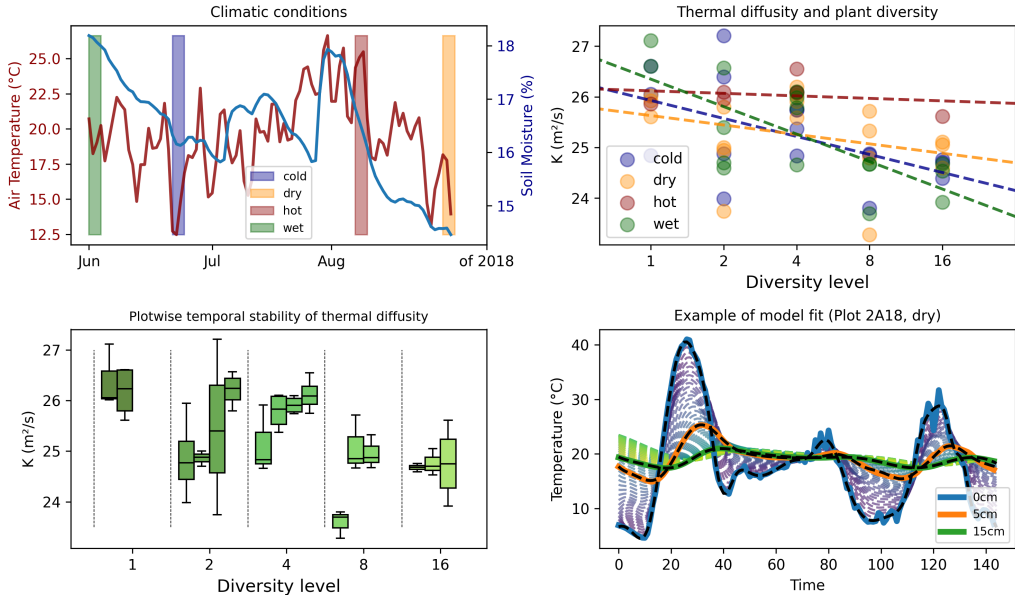 Climatic conditions
Air Temperature (°C)
25.0
22.5
20.0
17.5
15.0
12.5
18
17
16
15
Soil Moisture (%)
cold
dry
hot
wet
Jun
Jul
Aug
of 2018
Thermal diffusity and plant diversity
K (m²/s)
27
26
25
24
cold
dry
hot
wet
1
2
4
8
16
Diversity level
Plotwise temporal stability of thermal diffusity
K (m²/s)
27
26
25
24
1
2
4
8
16
Diversity level
Example of model fit (Plot 2A18, dry)
Temperature (°C)
40
30
20
10
0cm
5cm
15cm
0
20
40
60
80
100
120
140
Time